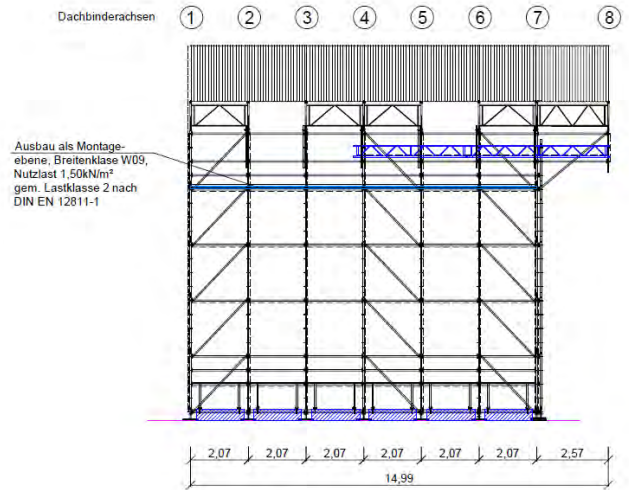 Dachbinderachsen 1 2 3 4 5 6 7 8
Ausbau als Montage-
ebene, Breitenklase W09,
Nutzlast 1,50kN/m²
gem. Lastklasse 2 nach
DIN EN 12811-1
2,07 2,07 2,07 2,07 2,07 2,07 2,57
14,99